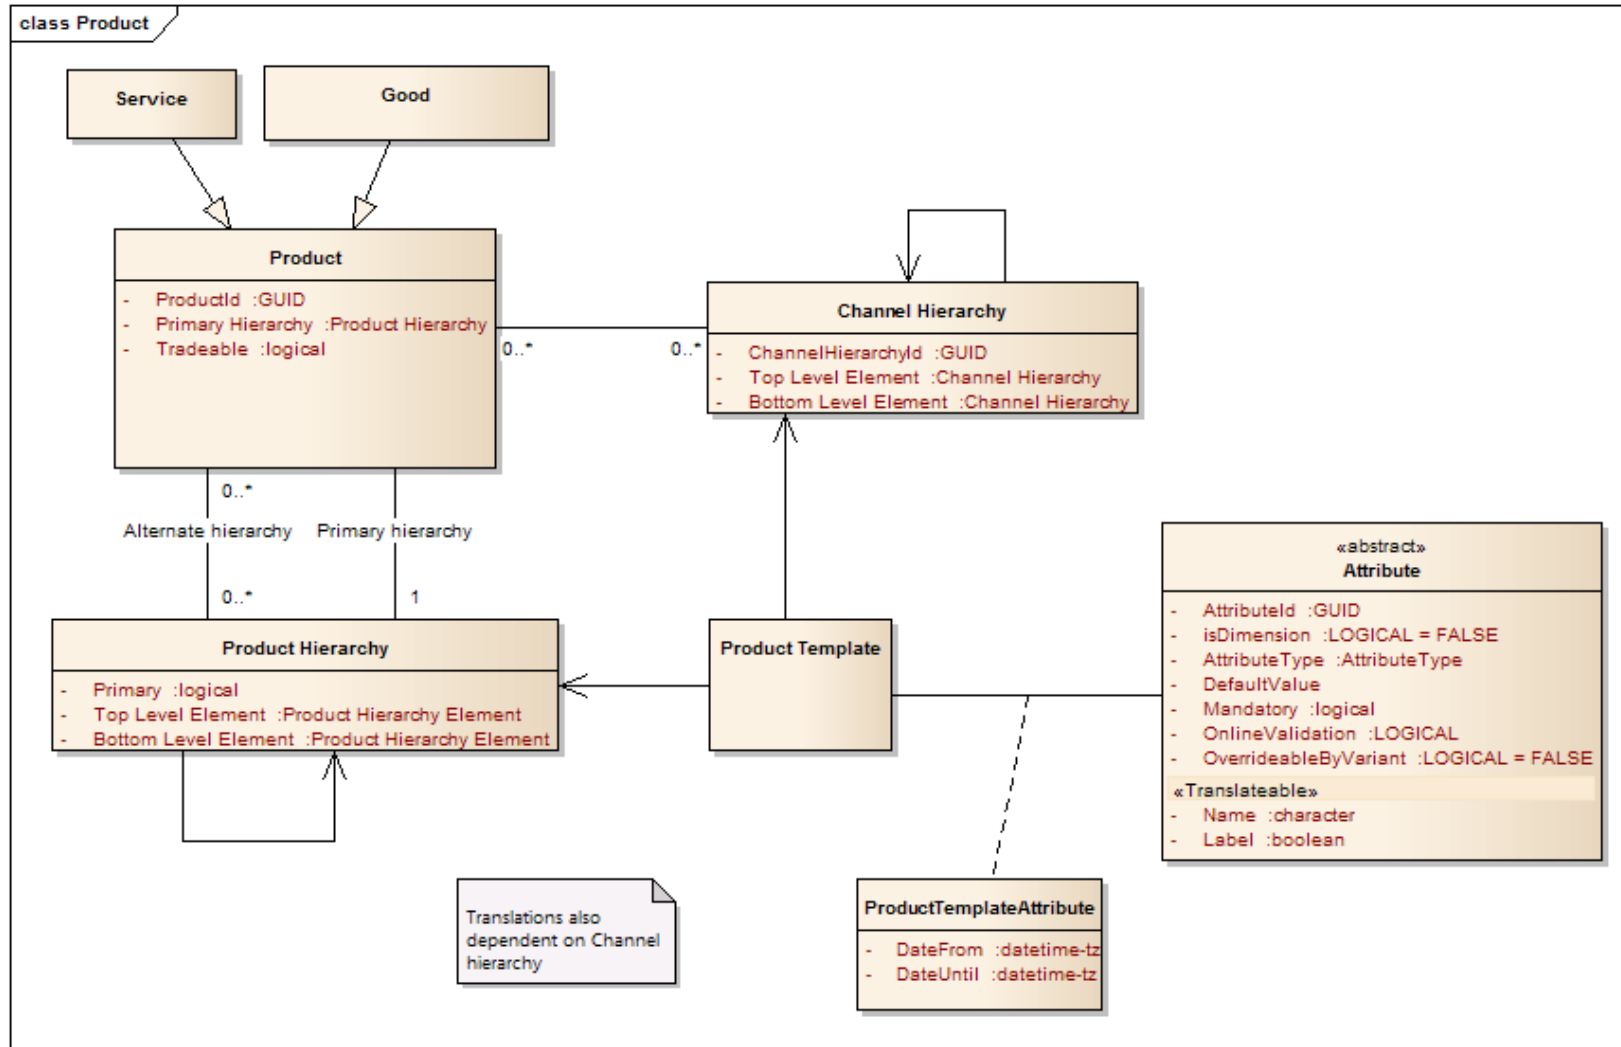 class Product
Service
Good
Product
- ProductId :GUID
- Primary Hierarchy :Product Hierarchy
- Tradeable :logical
0..*
0..*
Channel Hierarchy
- ChannelHierarchyId :GUID
- Top Level Element :Channel Hierarchy
- Bottom Level Element :Channel Hierarchy
0..*
Alternate hierarchy
Primary hierarchy
0..*
1
Product Hierarchy
- Primary :logical
- Top Level Element :Product Hierarchy Element
- Bottom Level Element :Product Hierarchy Element
Product Template
«abstract»
Attribute
- AttributeId :GUID
- isDimension :LOGICAL = FALSE
- AttributeType :AttributeType
- DefaultValue
- Mandatory :logical
- OnlineValidation :LOGICAL
- OverrideableByVariant :LOGICAL = FALSE
«Translateable»
- Name :character
- Label :boolean
Translations also
dependent on Channel
hierarchy
ProductTemplateAttribute
- DateFrom :datetime-tz
- DateUntil :datetime-tz